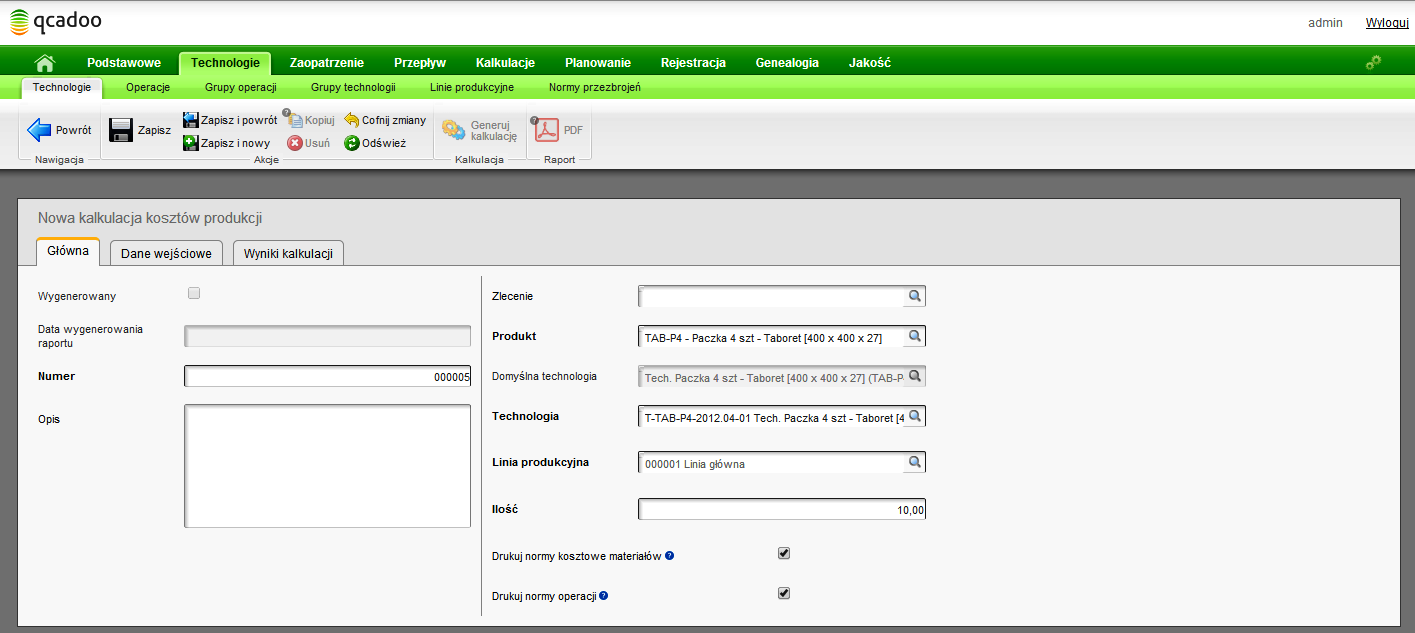 qcadoo
admin Wyloguj
Podstawowe Technologie Zaopatrzenie Przepływ Kalkulacje Planowanie Rejestracja Genealogia Jakość
Technologie Operacje Grupy operacji Grupy technologii Linie produkcyjne Normy przezbrojeń
Powrót
Nawigacja
Zapisz
Zapisz i powrót ? Kopiuj Cofnij zmiany
Zapisz i nowy Usuń Odśwież
Akcje
Generuj
kalkulację
Kalkulacja
? PDF
Raport
Nowa kalkulacja kosztów produkcji
Główna Dane wejściowe Wyniki kalkulacji
Wygenerowany
Data wygenerowania
raportu
Numer 000005
Opis
Zlecenie
Produkt TAB-P4 - Paczka 4 szt - Taboret [400 x 400 x 27]
Domyślna technologia Tech. Paczka 4 szt - Taboret [400 x 400 x 27] (TAB-P
Technologia T-TAB-P4-2012.04-01 Tech. Paczka 4 szt - Taboret [4
Linia produkcyjna 000001 Linia główna
Ilość 10,00
Drukuj normy kosztowe materiałów ?
Drukuj normy operacji ?